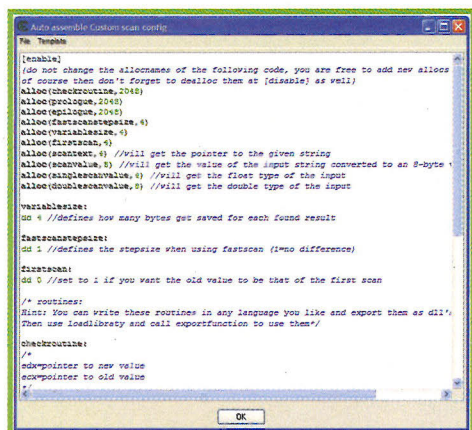 Auto assemble Custom scan config
File Template
[enable]
(do not change the allocnames of the following code, you are free to add new allocs
of course then don't forget to dealloc them at [disable] as well)
alloc(checkroutine,2048)
alloc(prologue,2048)
alloc(epilogue,2048)
alloc(fastscanstepsize,4)
alloc(variablesize,4)
alloc(firstscan,4)
alloc(scantext,4) //will get the pointer to the given string
alloc(scanvalue,8) //will get the value of the input string converted to an 8-byte v
alloc(singlescanvalue,4) //will get the float type of the input
alloc(doublescanvalue,8) //will get the double type of the input
variablesize:
dd 4 //defines how many bytes get saved for each found result
fastscanstepsize:
dd 1 //defines the stepsize when using fastscan (1=no difference)
firstscan:
dd 0 //set to 1 if you want the old value to be that of the first scan
/* routines:
Hint: You can write these routines in any language you like and export them as dll's
Then use loadlibraty and call exportfunction to use them*/
checkroutine:
/*
edx=pointer to new value
ecx=pointer to old value
*/
OK